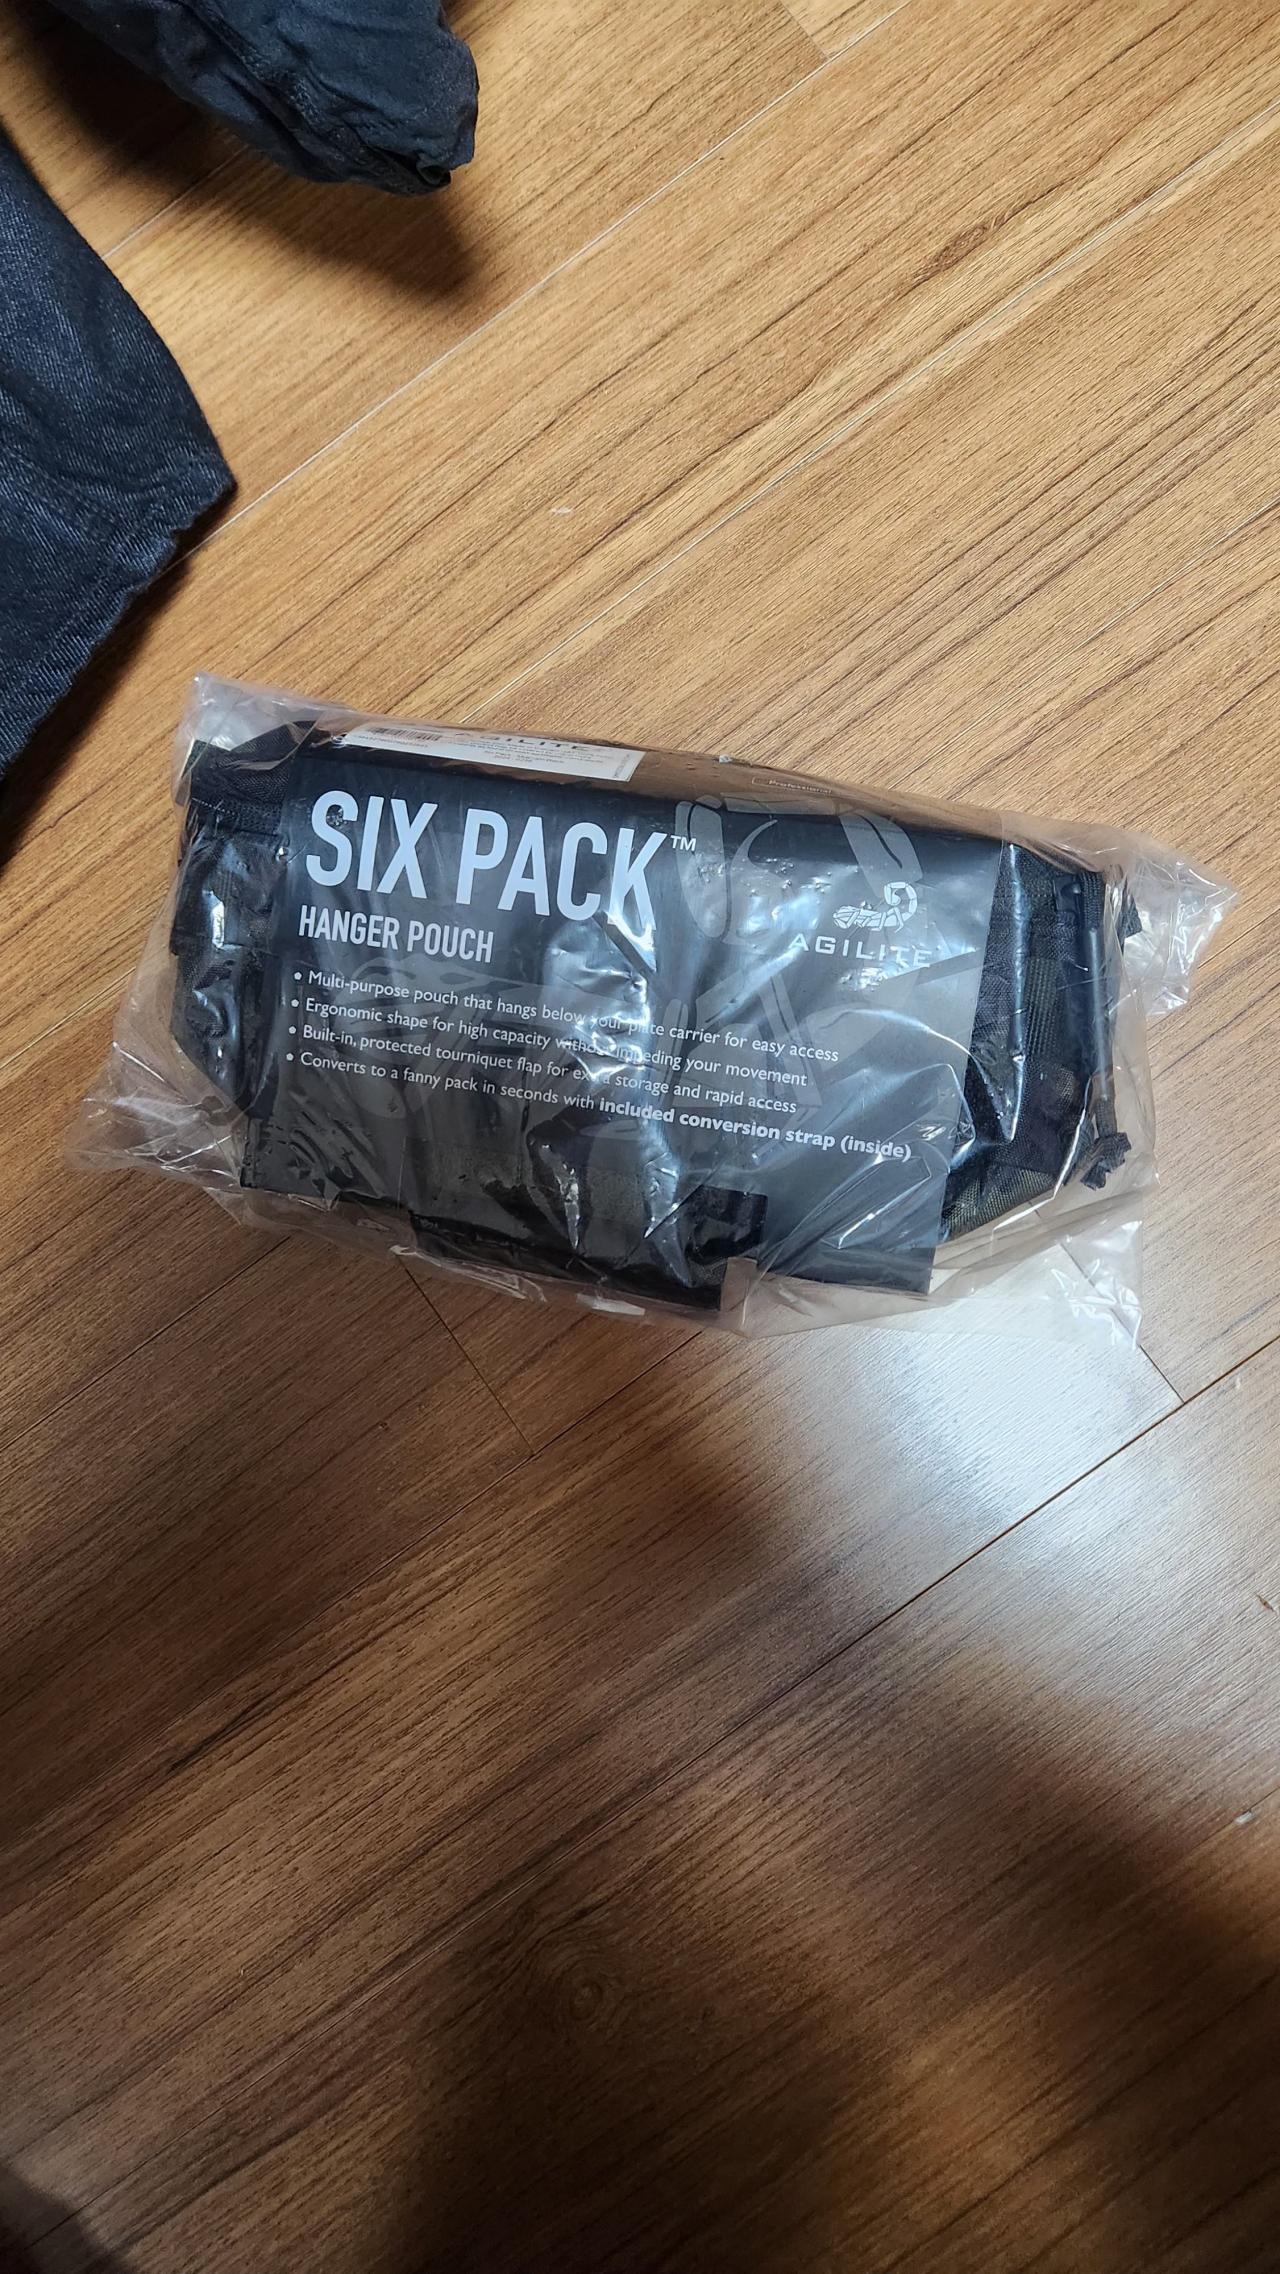 AGILITE
Professional
SIX PACK™
HANGER POUCH
AGILITE
• Multi-purpose pouch that hangs below your plate carrier for easy access
• Ergonomic shape for high capacity without impeding your movement
• Built-in, protected tourniquet flap for extra storage and rapid access
• Converts to a fanny pack in seconds with included conversion strap (inside)